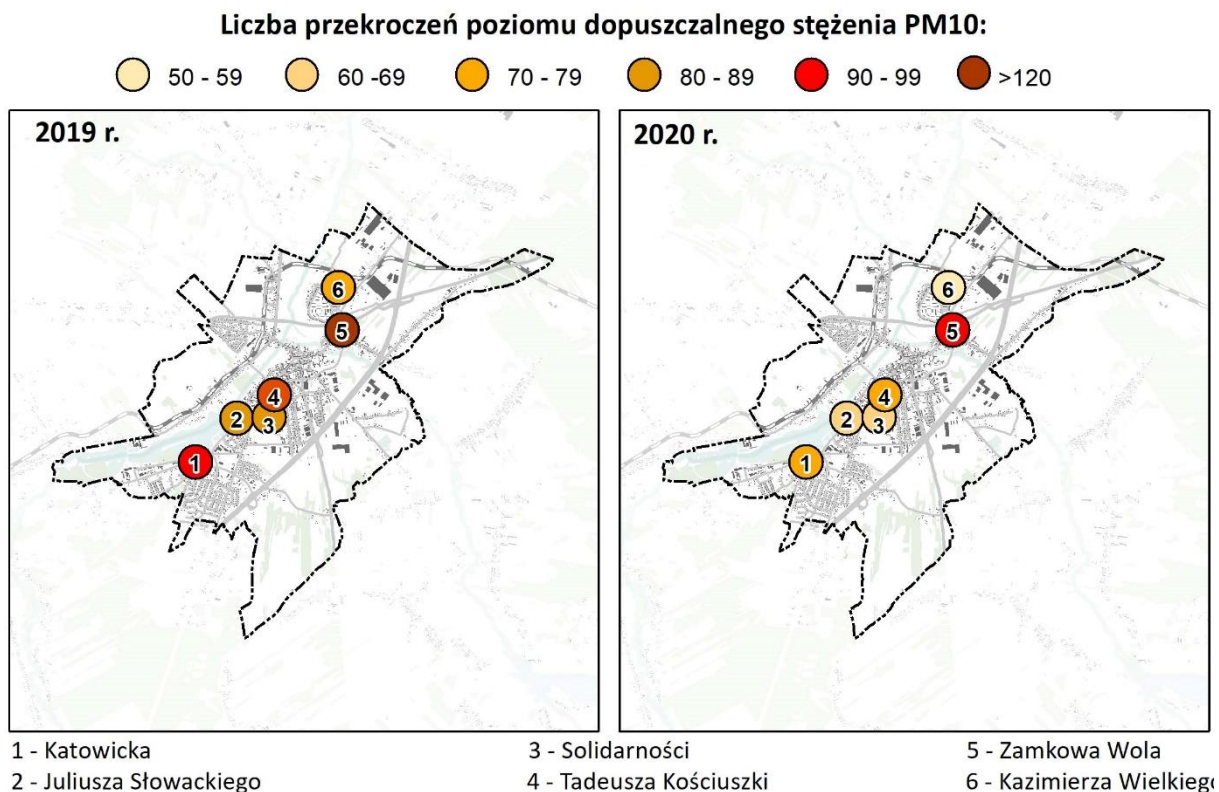 Liczba przekroczeń poziomu dopuszczalnego stężenia PM10:
50 - 59 60 -69 70 - 79 80 - 89 90 - 99 >120
2019 r. 2020 r.
6 6
5 5
4 4
2 3 2 3
1 1
1 - Katowicka 3 - Solidarności 5 - Zamkowa Wola
2 - Juliusza Słowackiego 4 - Tadeusza Kościuszki 6 - Kazimierza Wielkiego